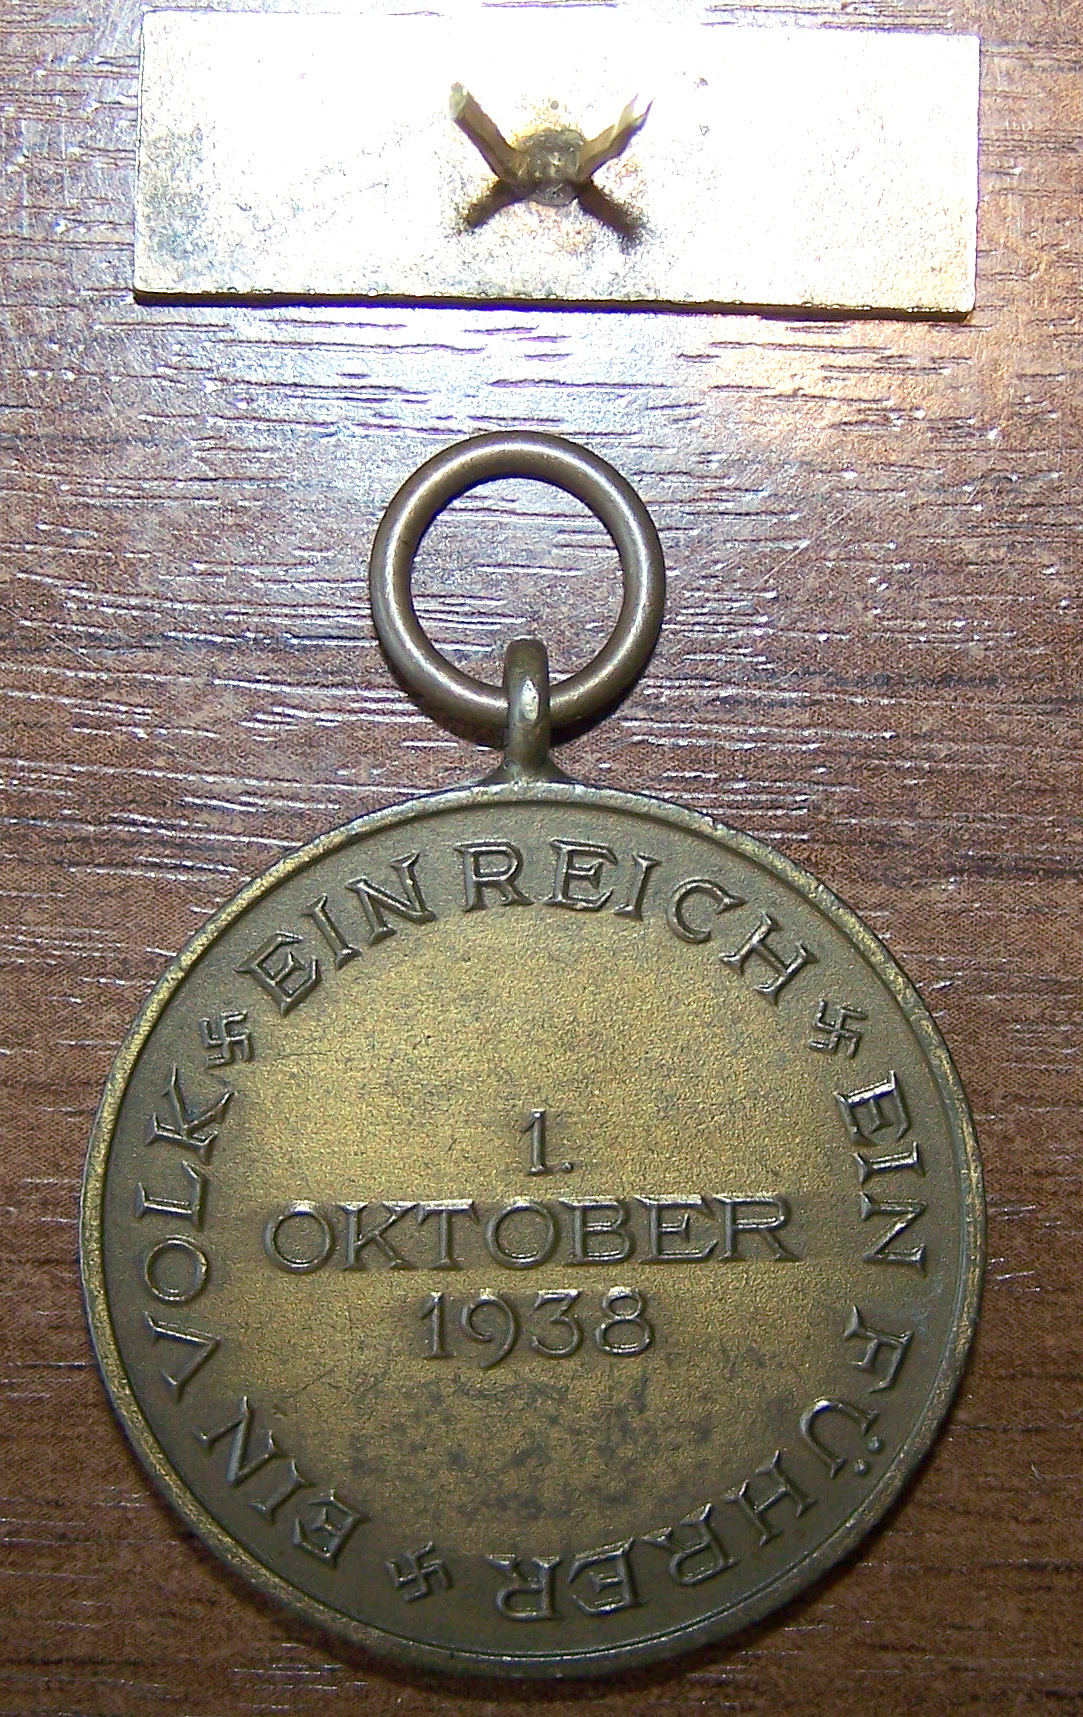 EIN VOLK EIN REICH EIN FÜHRER
1.
OKTOBER
1938